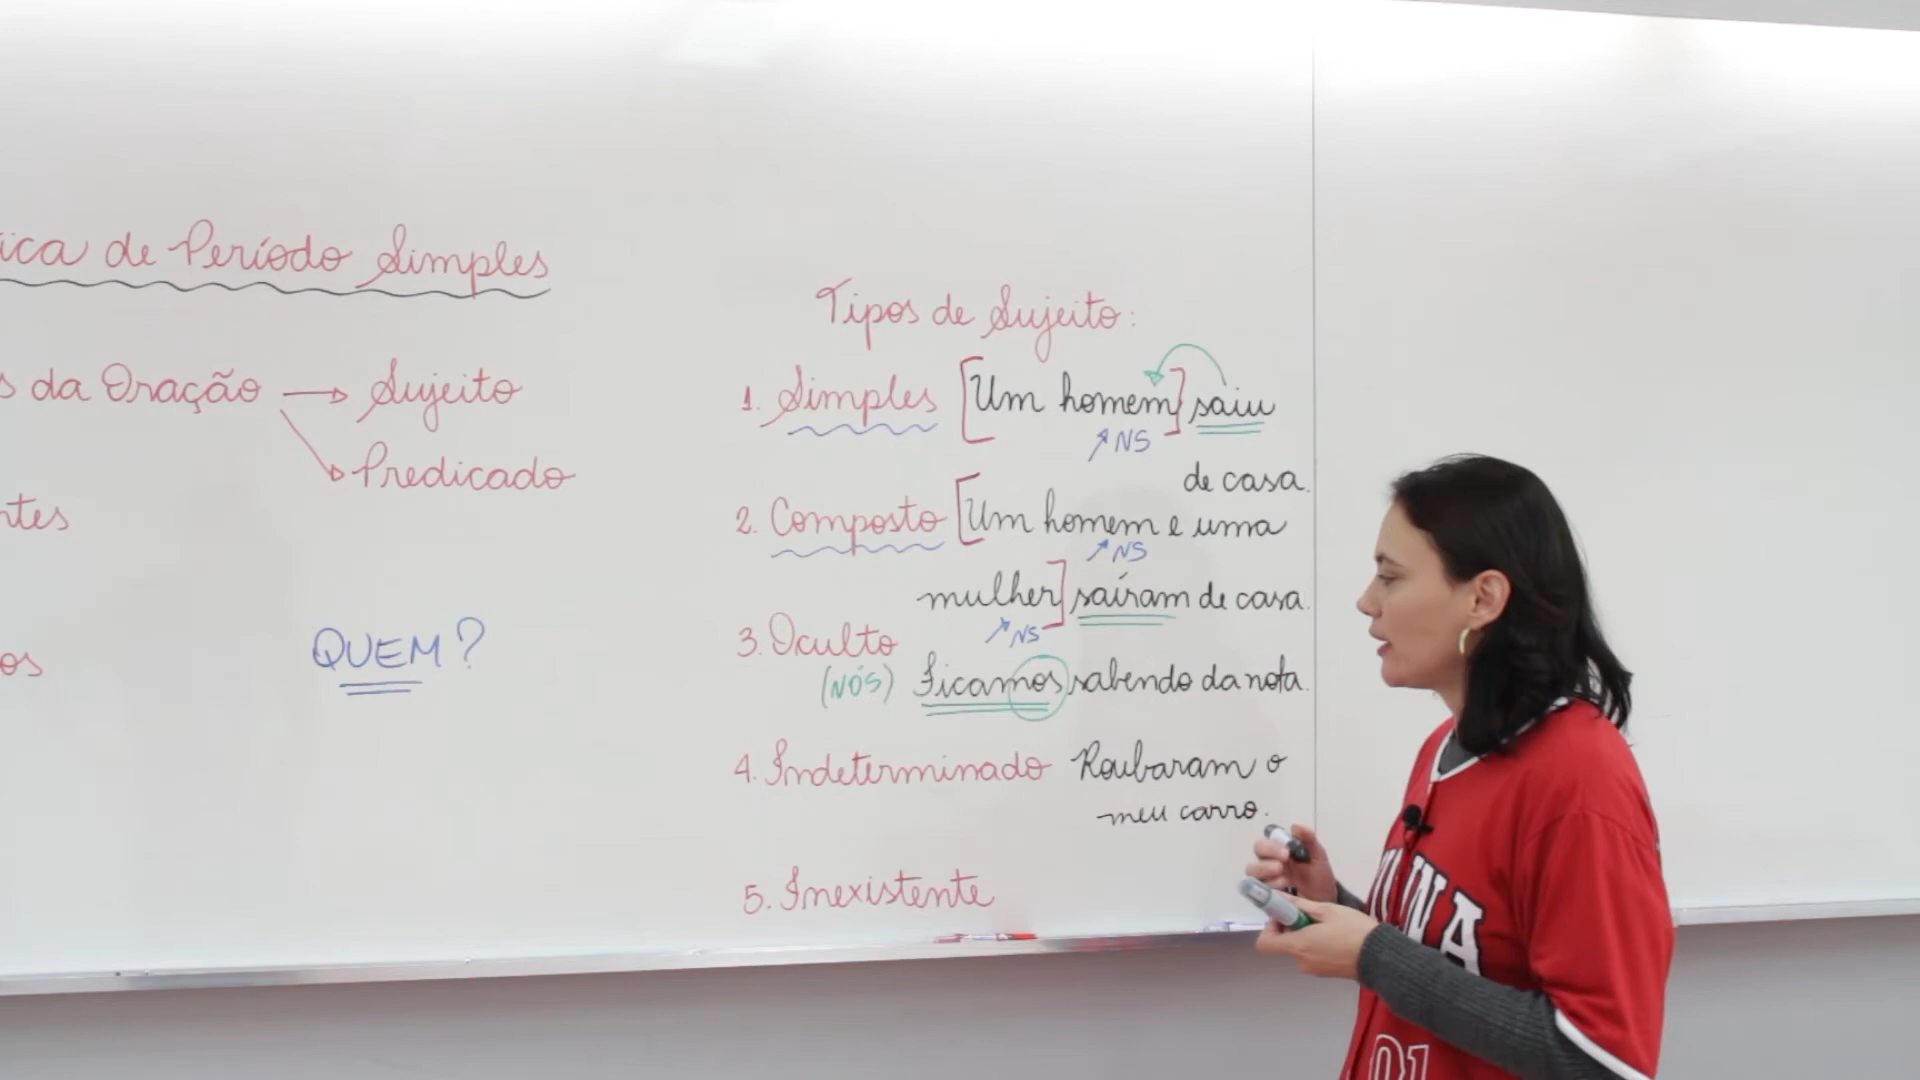 ica de Período Simples
s da Oração → Sujeito
Predicado
ntes
QUEM?
os
Tipos de Sujeito:
1. Simples [Um homem] saiu
NS
de casa.
2. Composto [Um homem e uma
NS
mulher] saíram de casa.
NS
3. Oculto
(NÓS) Ficamos sabendo da nota.
4. Indeterminado Roubaram o
meu carro.
5. Inexistente
01